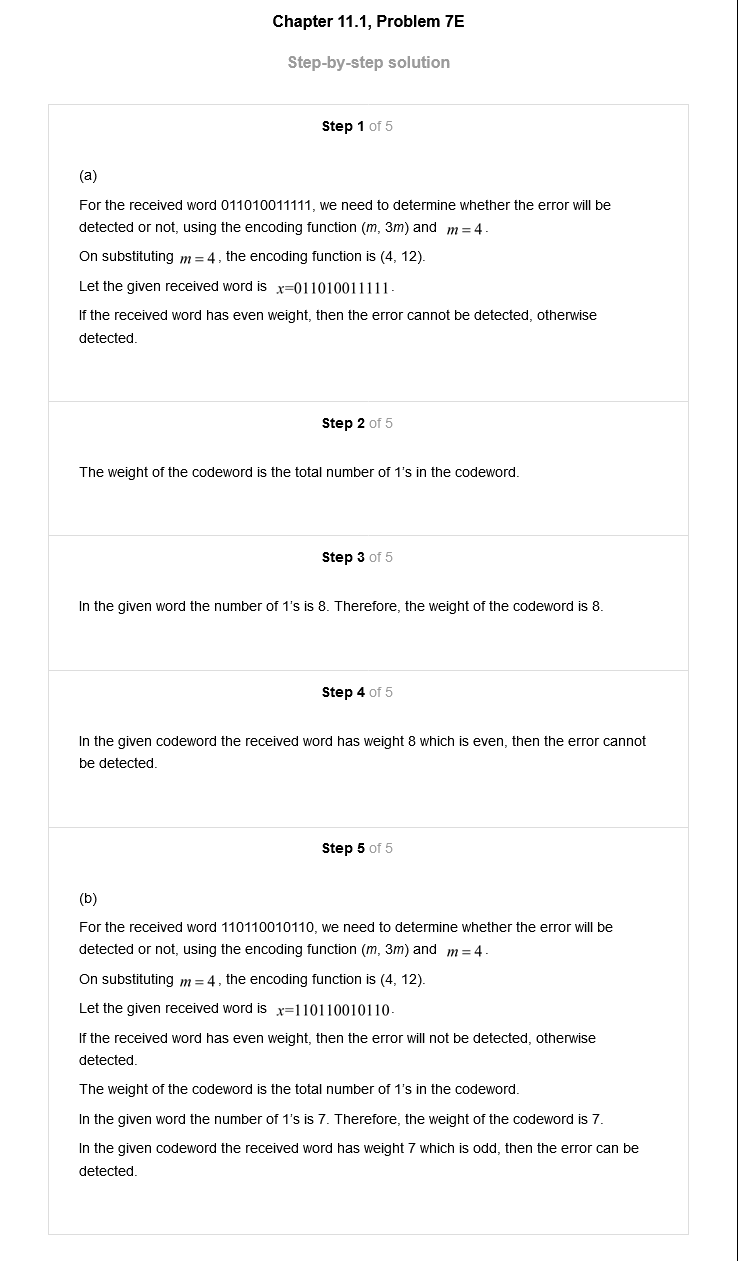 Chapter 11.1, Problem 7E
Step-by-step solution
Step 1 of 5
(a)
For the received word 011010011111, we need to determine whether the error will be
detected or not, using the encoding function (m, 3m) and m = 4.
On substituting m = 4, the encoding function is (4, 12).
Let the given received word is x=011010011111.
If the received word has even weight, then the error cannot be detected, otherwise
detected.
Step 2 of 5
The weight of the codeword is the total number of 1's in the codeword.
Step 3 of 5
In the given word the number of 1's is 8. Therefore, the weight of the codeword is 8.
Step 4 of 5
In the given codeword the received word has weight 8 which is even, then the error cannot
be detected.
Step 5 of 5
(b)
For the received word 110110010110, we need to determine whether the error will be
detected or not, using the encoding function (m, 3m) and m = 4.
On substituting m = 4, the encoding function is (4, 12).
Let the given received word is x=110110010110.
If the received word has even weight, then the error will not be detected, otherwise
detected.
The weight of the codeword is the total number of 1's in the codeword.
In the given word the number of 1's is 7. Therefore, the weight of the codeword is 7.
In the given codeword the received word has weight 7 which is odd, then the error can be
detected.